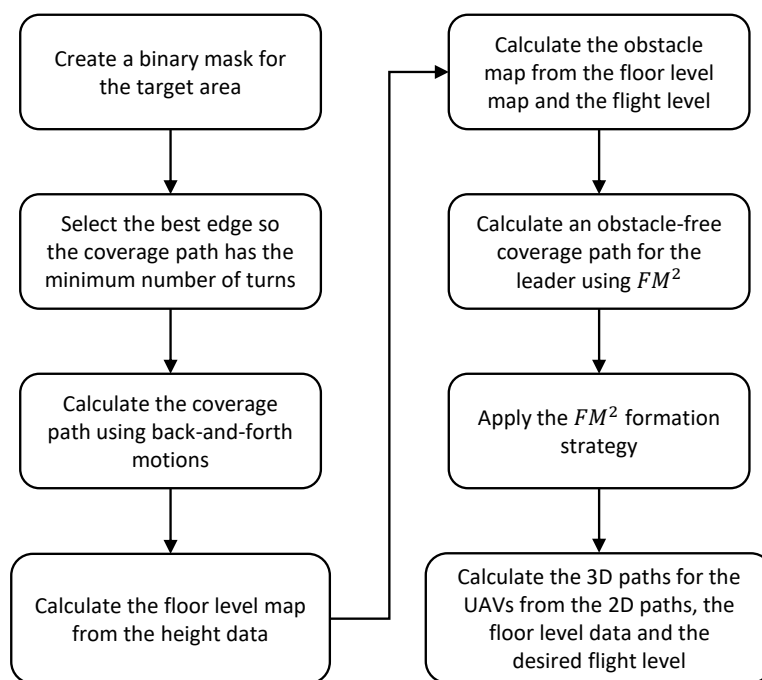 Create a binary mask for
the target area
Select the best edge so
the coverage path has the
minimum number of turns
Calculate the coverage
path using back-and-forth
motions
Calculate the floor level map
from the height data
Calculate the obstacle
map from the floor level
map and the flight level
Calculate an obstacle-free
coverage path for the
leader using FM²
Apply the FM² formation
strategy
Calculate the 3D paths for the
UAVs from the 2D paths, the
floor level data and the
desired flight level